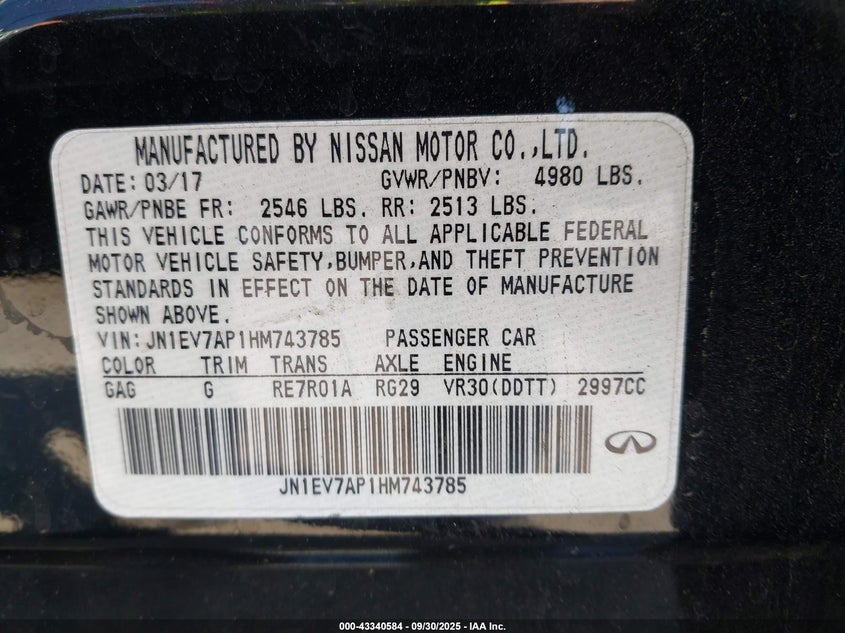 MANUFACTURED BY NISSAN MOTOR CO.,LTD.
DATE: 03/17 GVWR/PNBV: 4980 LBS.
GAWR/PNBE FR: 2546 LBS. RR: 2513 LBS.
THIS VEHICLE CONFORMS TO ALL APPLICABLE FEDERAL
MOTOR VEHICLE SAFETY,BUMPER,AND THEFT PREVENTION
STANDARDS IN EFFECT ON THE DATE OF MANUFACTURE
SHOWN ABOVE.
VIN:JN1EV7AP1HM743785 PASSENGER CAR
COLOR TRIM TRANS AXLE ENGINE
GAG G RE7R01A RG29 VR30(DDTT) 2997CC
JN1EV7AP1HM743785
000-43340584 - 09/30/2025 - IAA Inc.